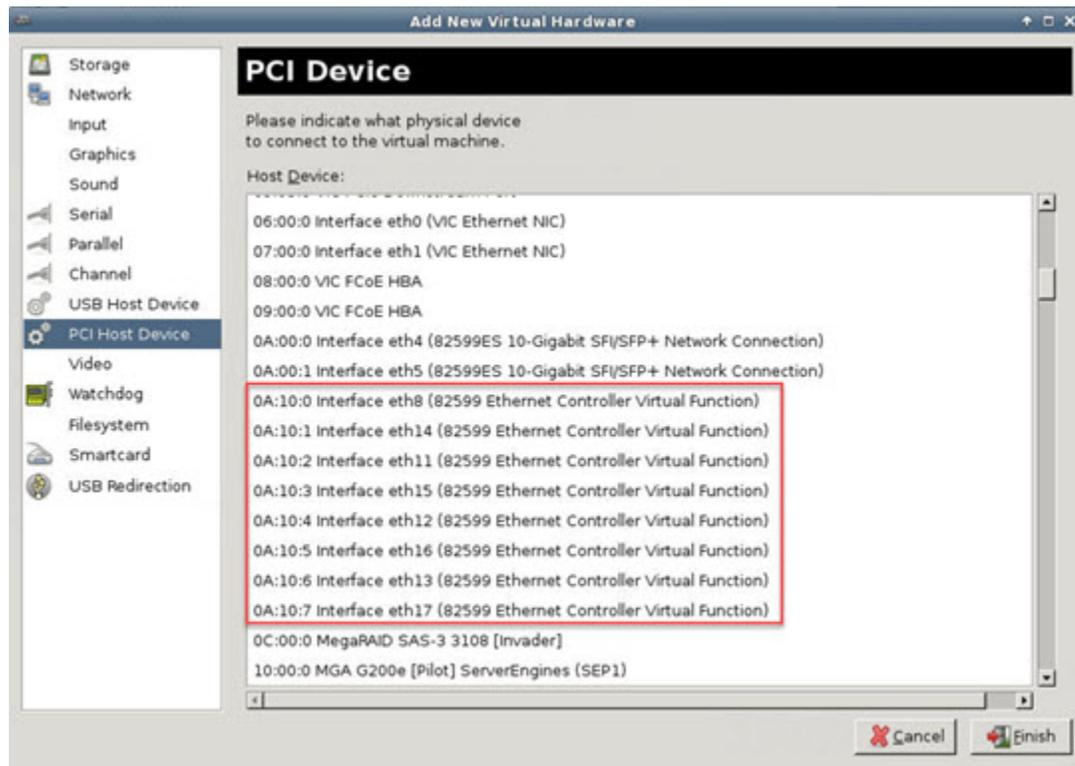 Add New Virtual Hardware
Storage
Network
Input
Graphics
Sound
Serial
Parallel
Channel
USB Host Device
PCI Host Device
Video
Watchdog
Filesystem
Smartcard
USB Redirection
PCI Device
Please indicate what physical device
to connect to the virtual machine.
Host Device:
06:00:0 Interface eth0 (VIC Ethernet NIC)
07:00:0 Interface eth1 (VIC Ethernet NIC)
08:00:0 VIC FCoE HBA
09:00:0 VIC FCoE HBA
0A:00:0 Interface eth4 (82599ES 10-Gigabit SFI/SFP+ Network Connection)
0A:00:1 Interface eth5 (82599ES 10-Gigabit SFI/SFP+ Network Connection)
0A:10:0 Interface eth8 (82599 Ethernet Controller Virtual Function)
0A:10:1 Interface eth14 (82599 Ethernet Controller Virtual Function)
0A:10:2 Interface eth11 (82599 Ethernet Controller Virtual Function)
0A:10:3 Interface eth15 (82599 Ethernet Controller Virtual Function)
0A:10:4 Interface eth12 (82599 Ethernet Controller Virtual Function)
0A:10:5 Interface eth16 (82599 Ethernet Controller Virtual Function)
0A:10:6 Interface eth13 (82599 Ethernet Controller Virtual Function)
0A:10:7 Interface eth17 (82599 Ethernet Controller Virtual Function)
0C:00:0 MegaRAID SAS-3 3108 [Invader]
10:00:0 MGA G200e [Pilot] ServerEngines (SEP1)
Cancel
Finish